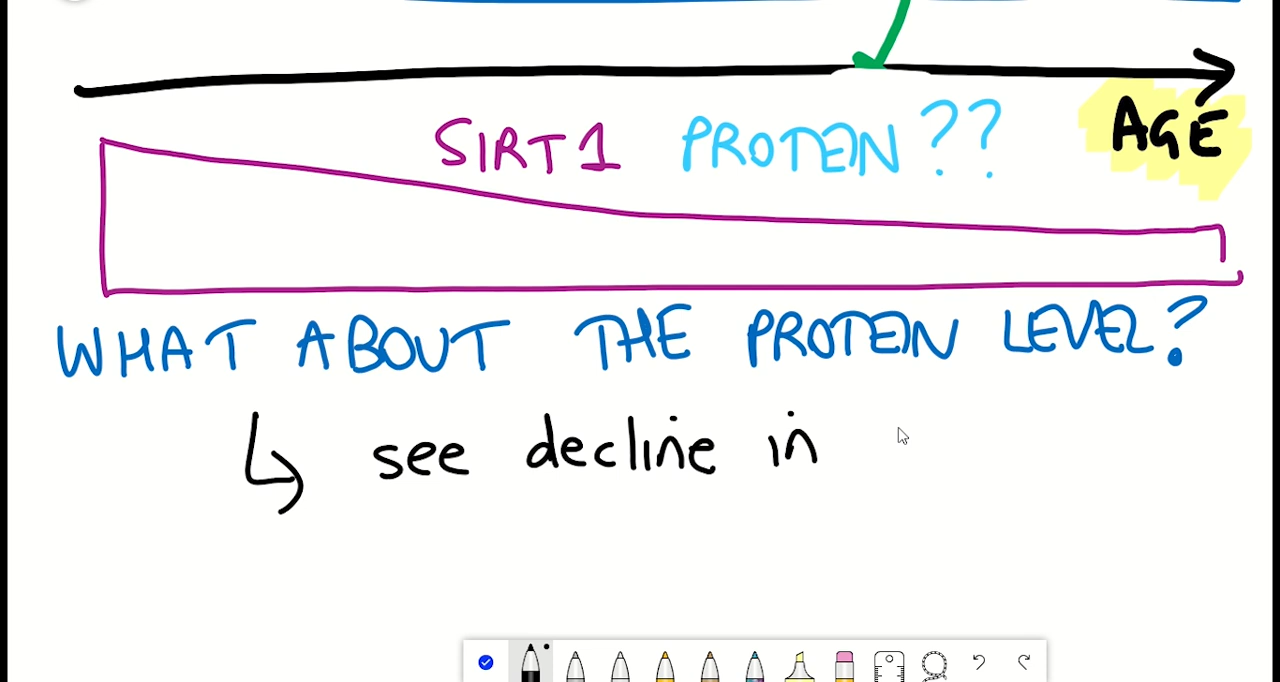 AGE
SIRT1 PROTEIN??
WHAT ABOUT THE PROTEIN LEVEL?
see decline in